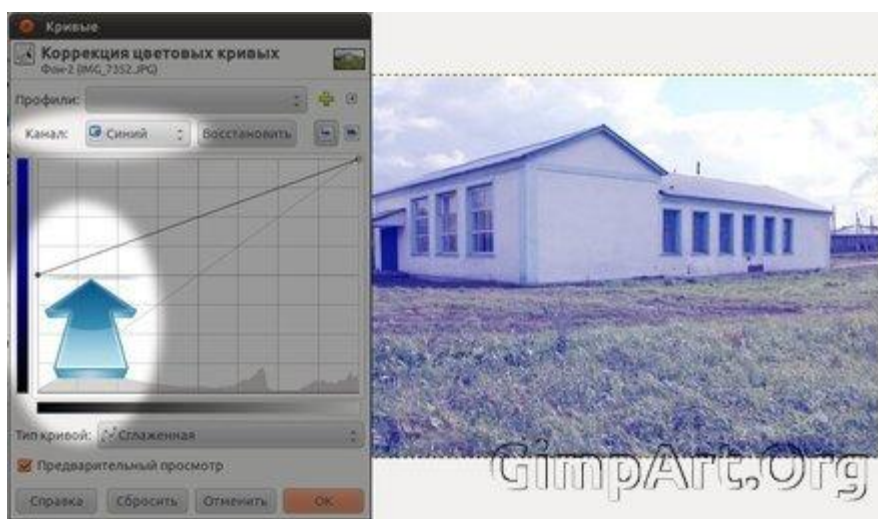 Кривые
Коррекция цветовых кривых
Фон-2 (IMG_7352.JPG)
Профили:
Канал: Синий Восстановить
Тип кривой: Сглаженная
Предварительный просмотр
Справка Сбросить Отменить OK
GimpArt.Org